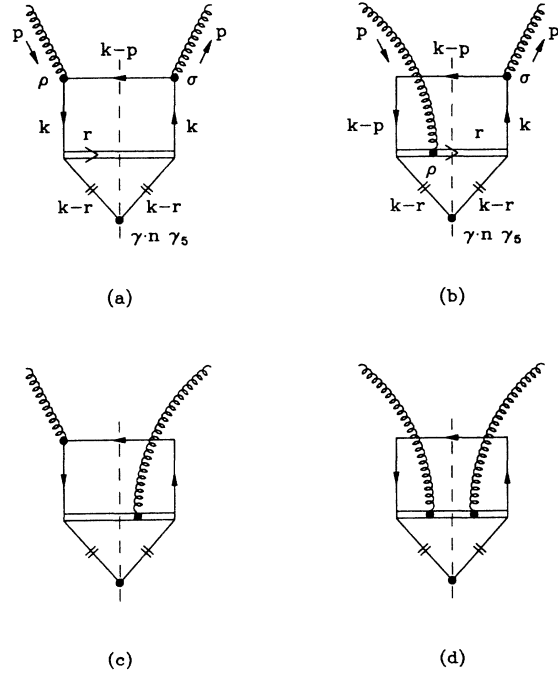 p p k-p p p k-p
ρ σ σ
k r k k-p r k
ρ
k-r k-r k-r k-r
γ·n γ₅ γ·n γ₅
(a) (b)
(c) (d)